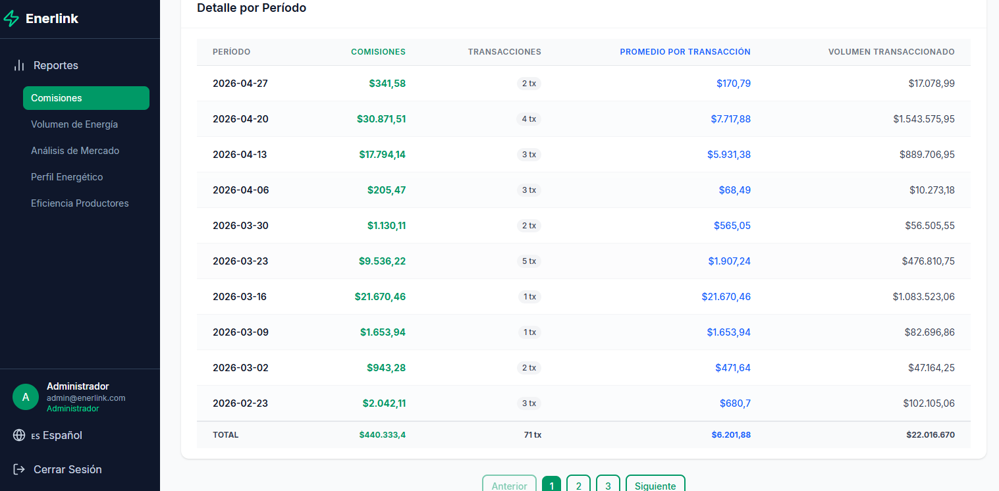 Enerlink
Reportes
Comisiones
Volumen de Energía
Análisis de Mercado
Perfil Energético
Eficiencia Productores
A
Administrador
admin@enerlink.com
Administrador
ES Español
Cerrar Sesión
Detalle por Período
PERÍODO COMISIONES TRANSACCIONES PROMEDIO POR TRANSACCIÓN VOLUMEN TRANSACCIONADO
2026-04-27 $341,58 2 tx $170,79 $17.078,99
2026-04-20 $30.871,51 4 tx $7.717,88 $1.543.575,95
2026-04-13 $17.794,14 3 tx $5.931,38 $889.706,95
2026-04-06 $205,47 3 tx $68,49 $10.273,18
2026-03-30 $1.130,11 2 tx $565,05 $56.505,55
2026-03-23 $9.536,22 5 tx $1.907,24 $476.810,75
2026-03-16 $21.670,46 1 tx $21.670,46 $1.083.523,06
2026-03-09 $1.653,94 1 tx $1.653,94 $82.696,86
2026-03-02 $943,28 2 tx $471,64 $47.164,25
2026-02-23 $2.042,11 3 tx $680,7 $102.105,06
TOTAL $440.333,4 71 tx $6.201,88 $22.016.670
Anterior 1 2 3 Siguiente